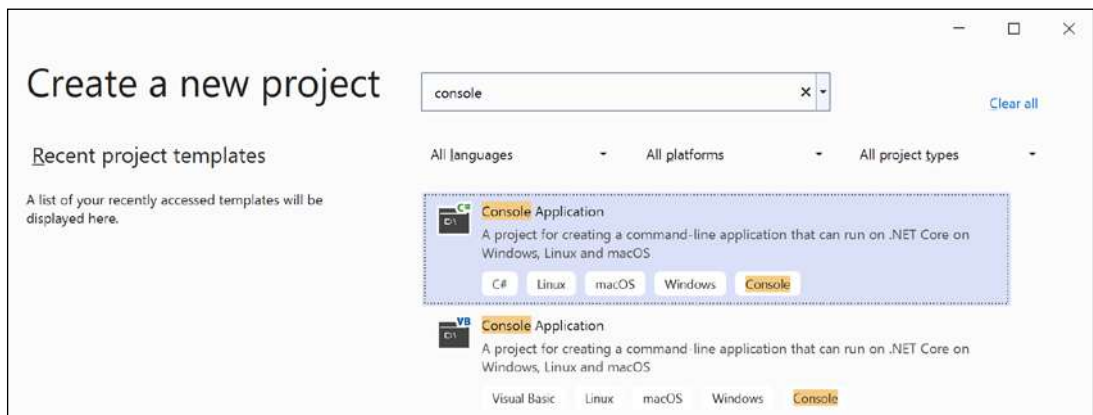 Create a new project
console
Clear all
Recent project templates
All languages
All platforms
All project types
A list of your recently accessed templates will be
displayed here.
C#
C:\
Console Application
A project for creating a command-line application that can run on .NET Core on
Windows, Linux and macOS
C# Linux macOS Windows Console
VB
C:\
Console Application
A project for creating a command-line application that can run on .NET Core on
Windows, Linux and macOS
Visual Basic Linux macOS Windows Console